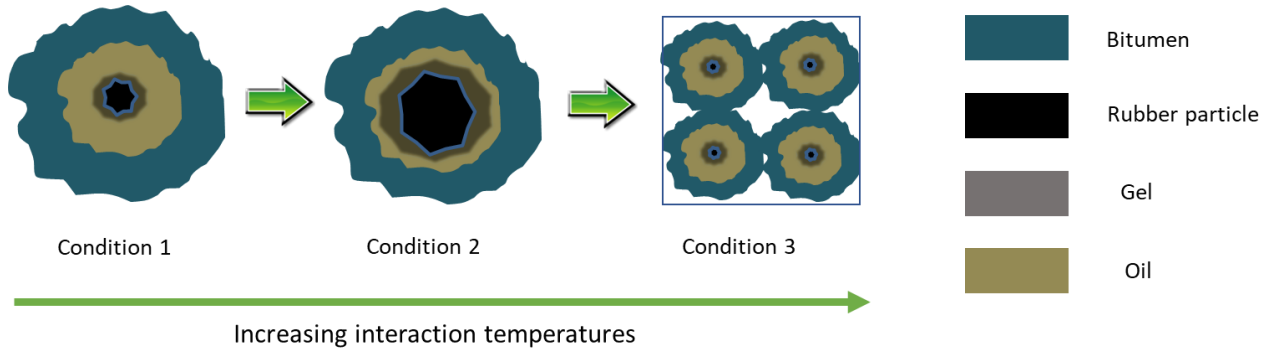 Bitumen
Rubber particle
Gel
Oil
Condition 1
Condition 2
Condition 3
Increasing interaction temperatures